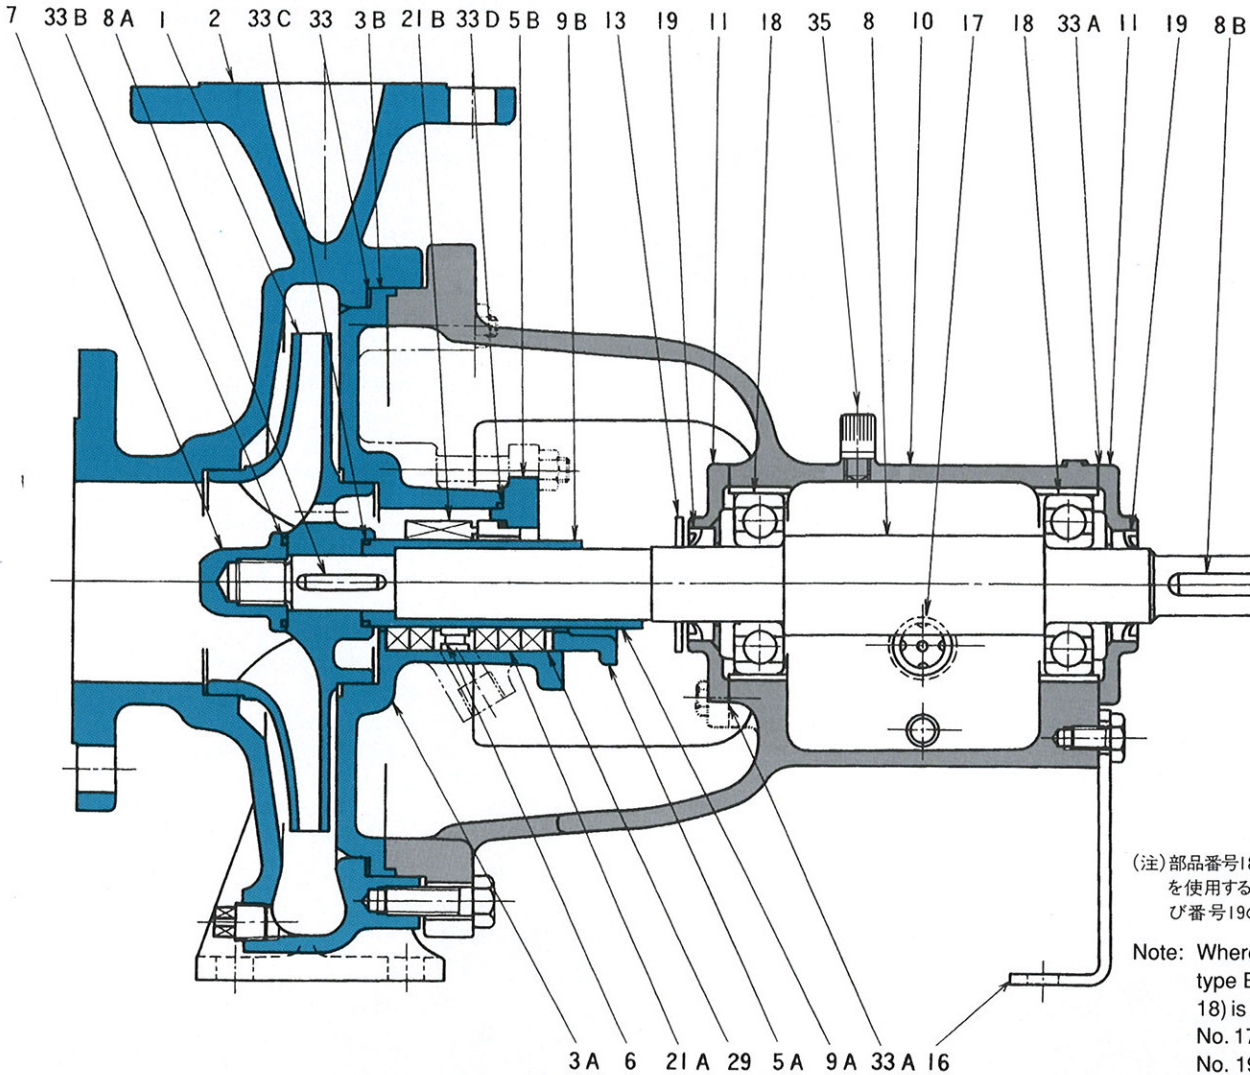 7 33B 8A 1 2 33C 33 3B 21B 33D 5B 9B 13 19 11 18 35 8 10 17 18 33A 11 19 8B
(注)部品番号18
を使用する
び番号19
Note: Where
type
18) is
No. 17
No. 19
3A 6 21A 29 5A 9A 33A 16